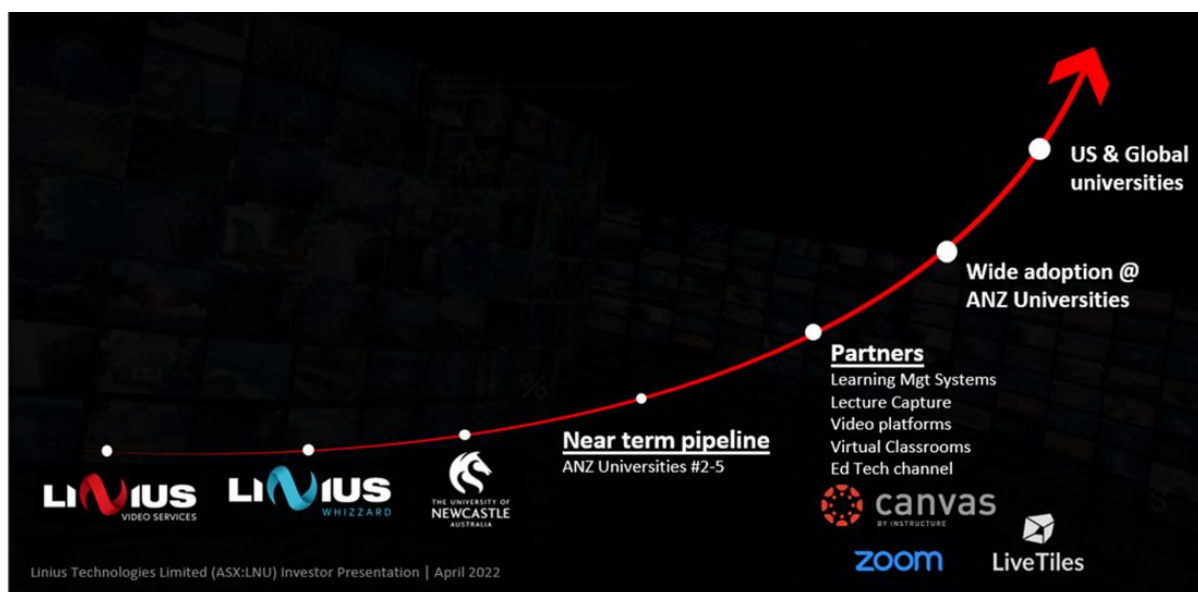 US & Global
universities
Wide adoption @
ANZ Universities
Partners
Learning Mgt Systems
Lecture Capture
Video platforms
Virtual Classrooms
Ed Tech channel
Near term pipeline
ANZ Universities #2-5
LINIUS
VIDEO SERVICES
LINIUS
WHIZZARD
THE UNIVERSITY OF
NEWCASTLE
AUSTRALIA
canvas
BY INSTRUCTURE
zoom
LiveTiles
Linius Technologies Limited (ASX:LNU) Investor Presentation | April 2022